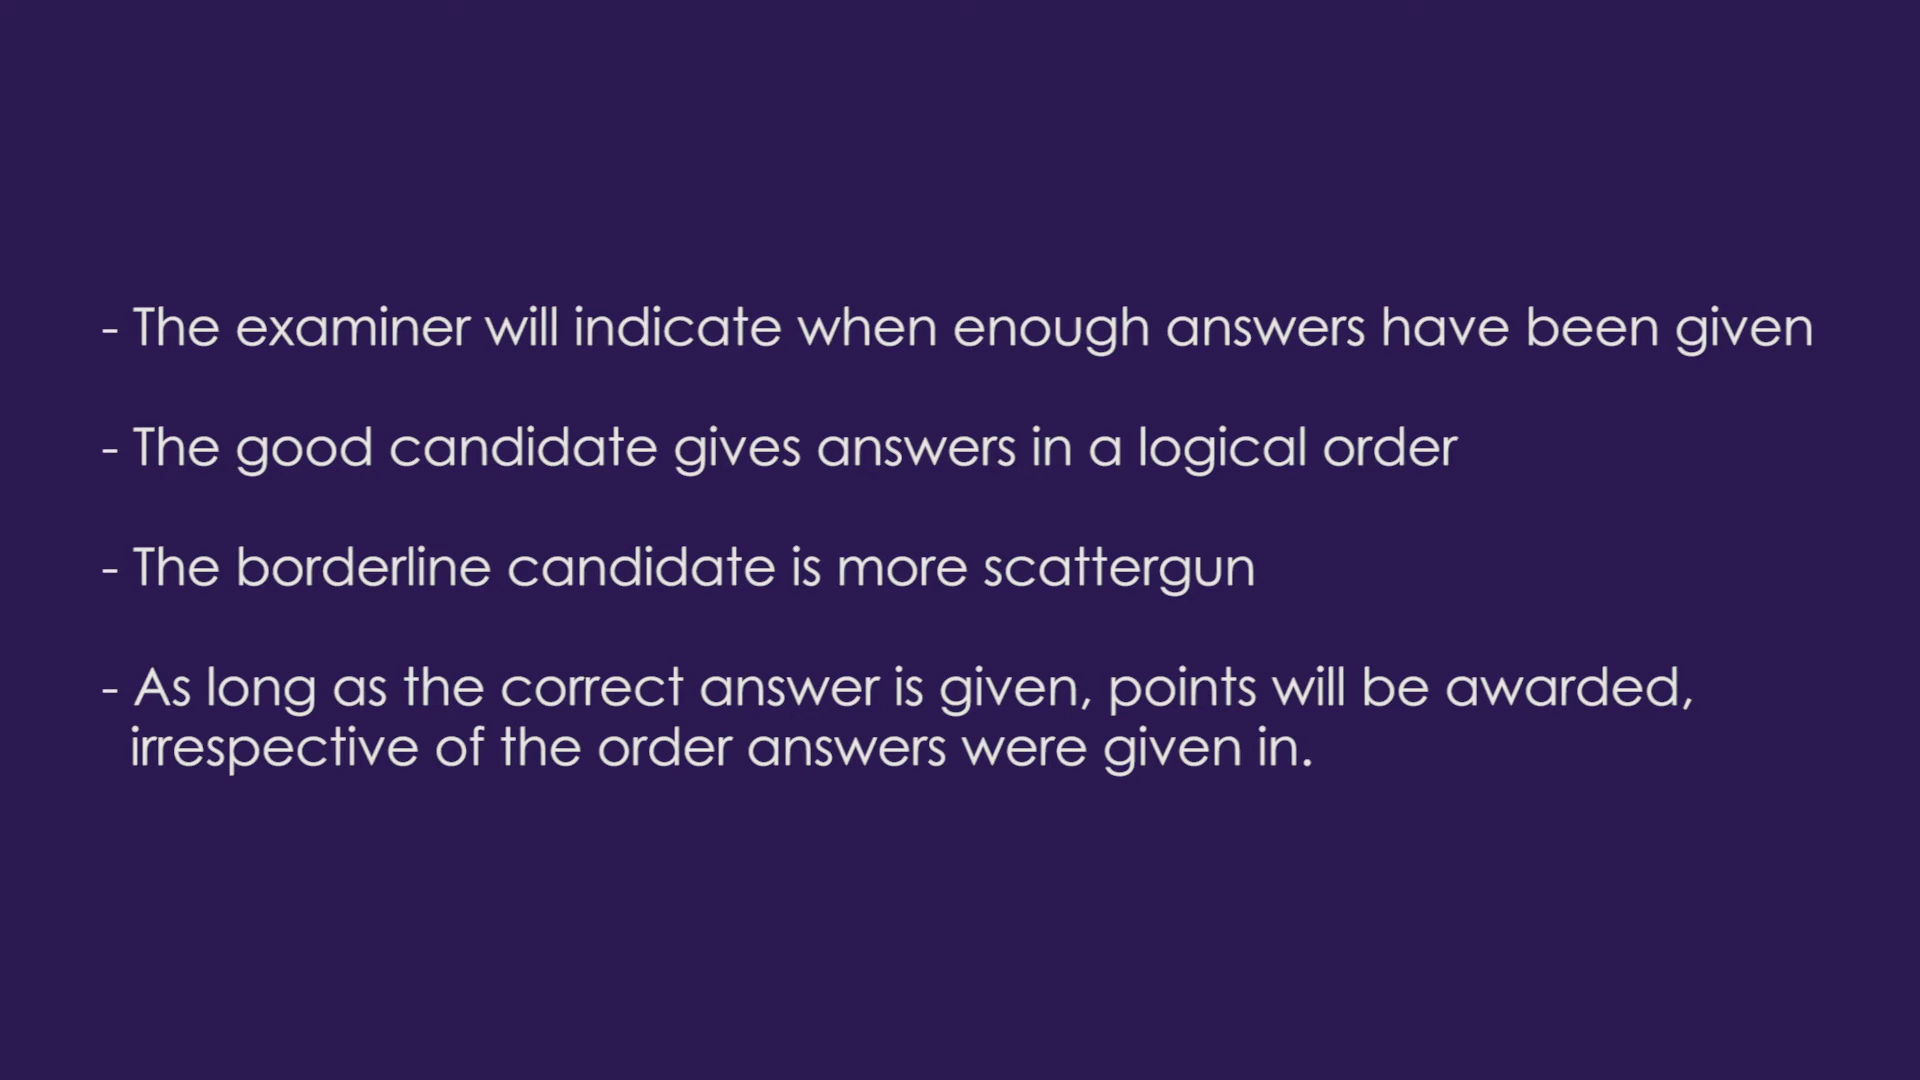 - The examiner will indicate when enough answers have been given
- The good candidate gives answers in a logical order
- The borderline candidate is more scattergun
- As long as the correct answer is given, points will be awarded,
irrespective of the order answers were given in.